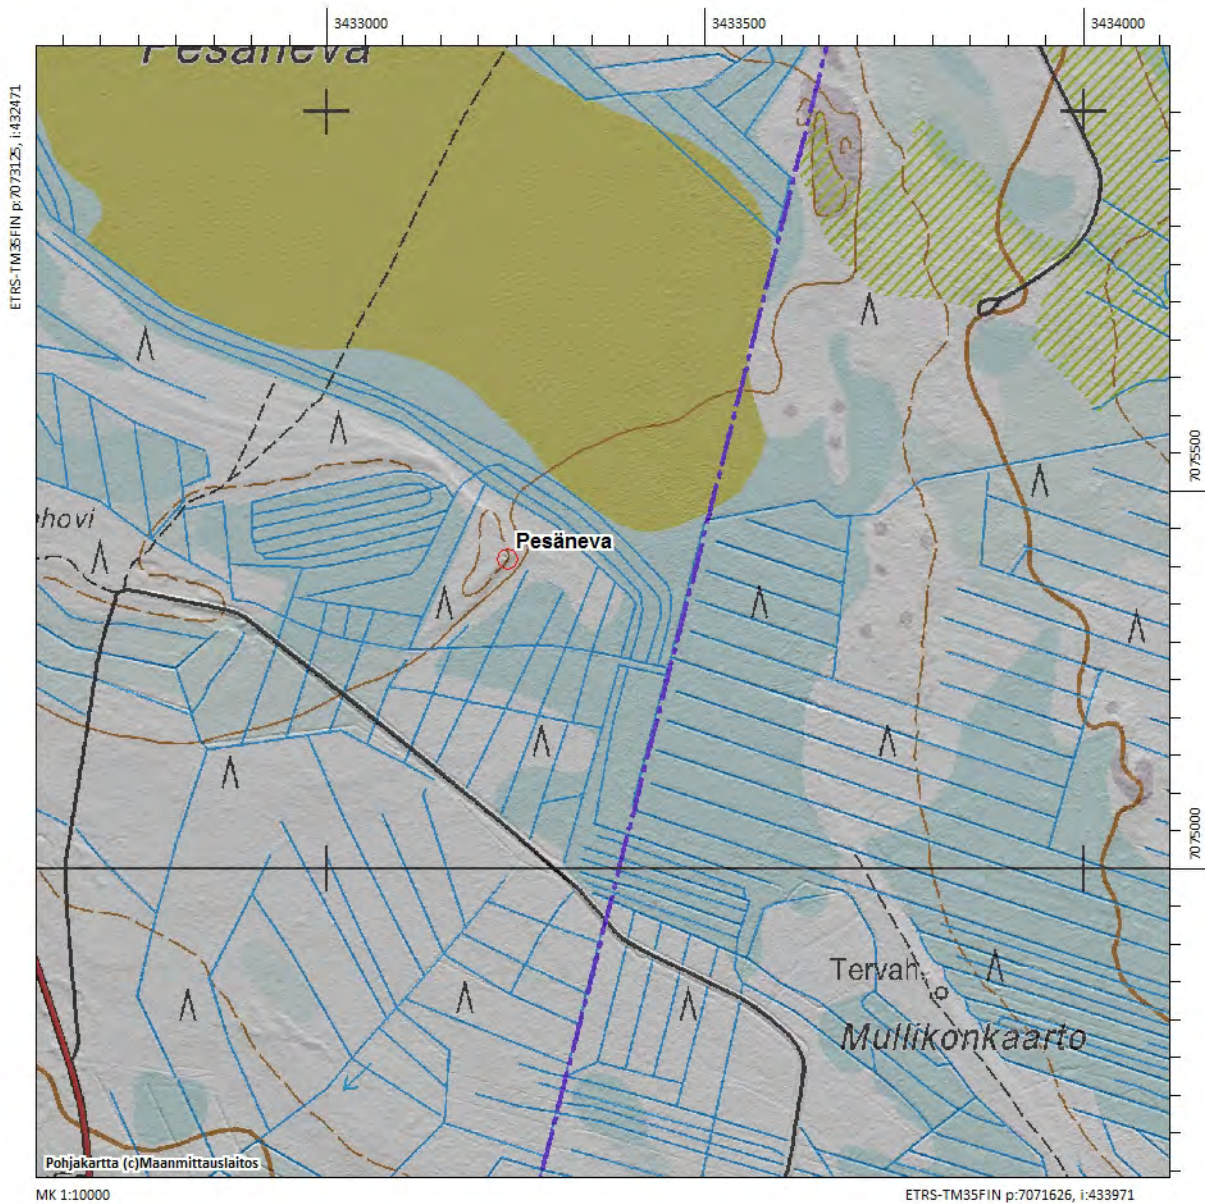 3433000
3433500
3434000
Pesäneva
ETRS-TM35FIN p:7073125, i:432471
7075500
hovi
Pesäneva
7075000
Tervah.
Mullikonkaarto
Pohjakartta (c)Maanmittauslaitos
MK 1:10000
ETRS-TM35FIN p:7071626, i:433971